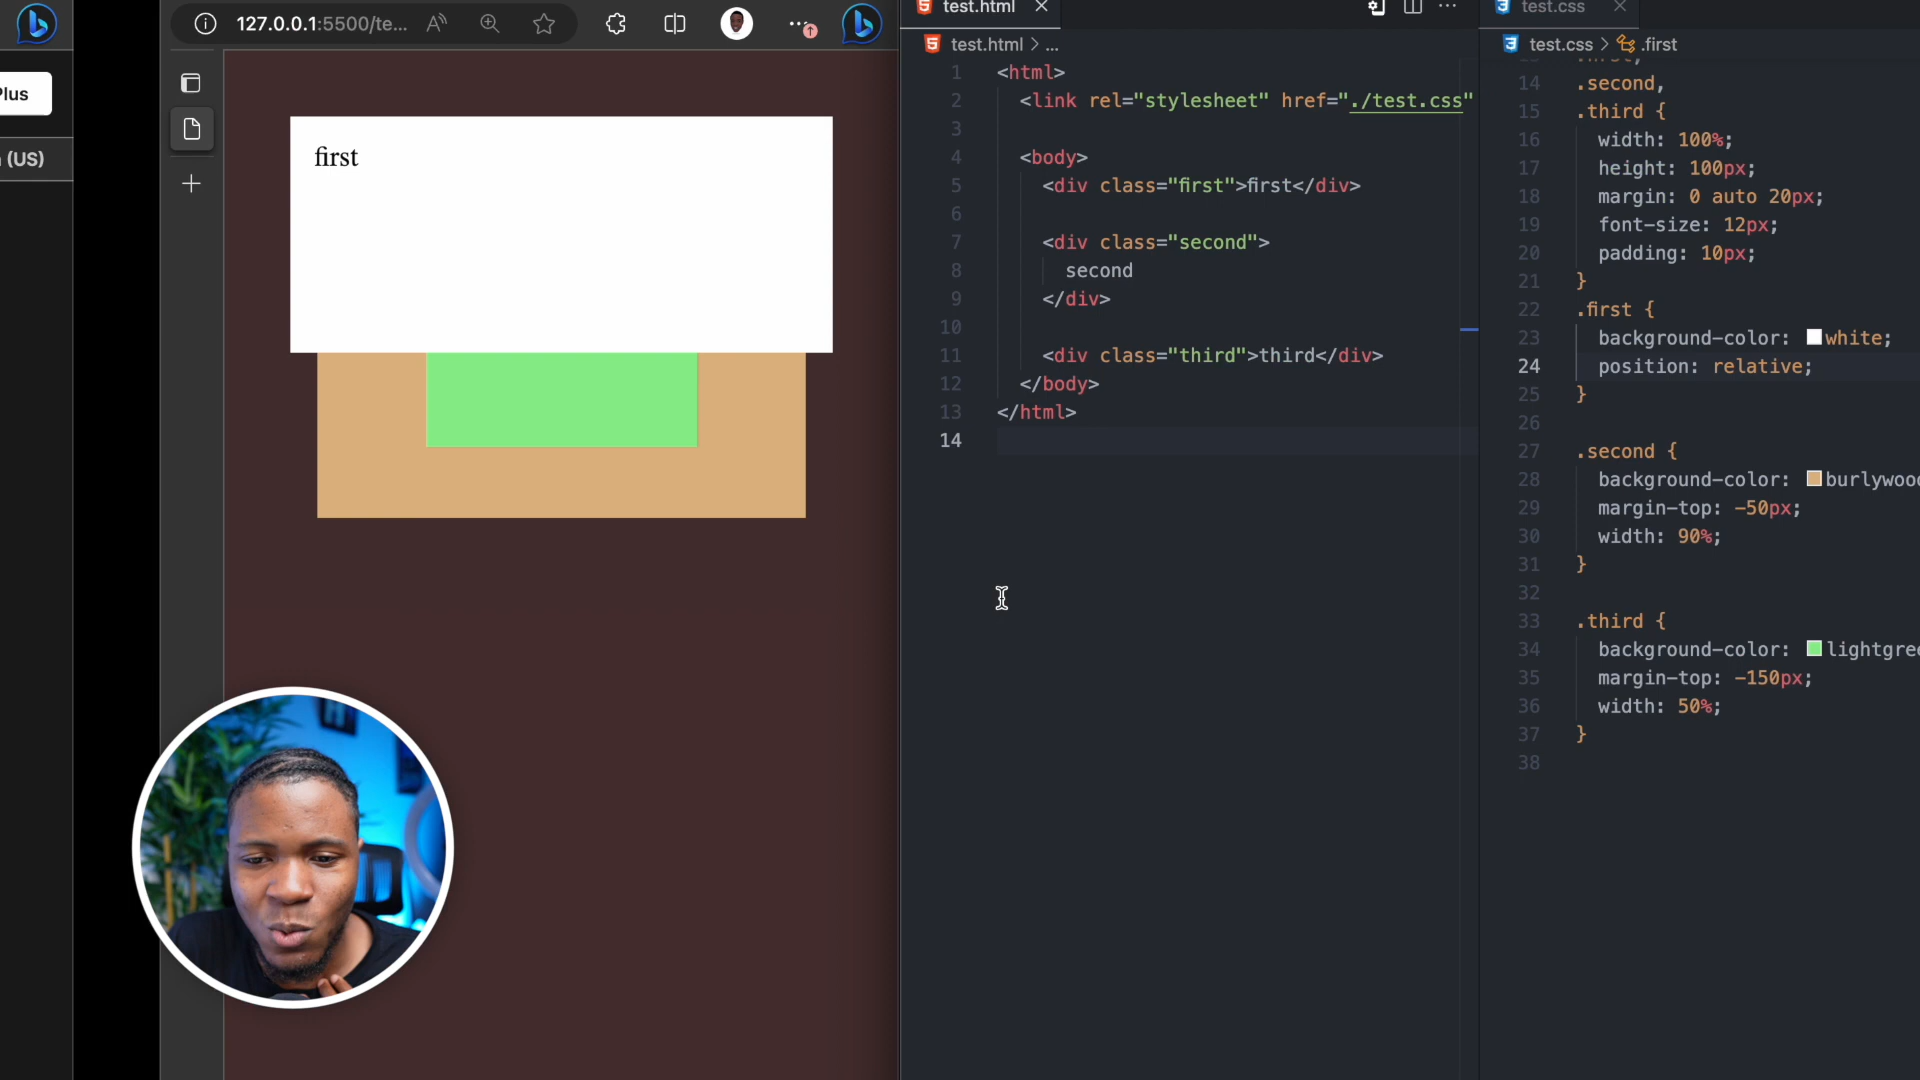 Plus
(US)
127.0.0.1:5500/te...
first
test.html
test.html > ...
1 <html>
2 <link rel="stylesheet" href="./test.css"
3
4 <body>
5 <div class="first">first</div>
6
7 <div class="second">
8 second
9 </div>
10
11 <div class="third">third</div>
12 </body>
13 </html>
14
test.css
test.css > .first
14 .second,
15 .third {
16 width: 100%;
17 height: 100px;
18 margin: 0 auto 20px;
19 font-size: 12px;
20 padding: 10px;
21 }
22 .first {
23 background-color: white;
24 position: relative;
25 }
26
27 .second {
28 background-color: burlywood
29 margin-top: -50px;
30 width: 90%;
31 }
32
33 .third {
34 background-color: lightgree
35 margin-top: -150px;
36 width: 50%;
37 }
38